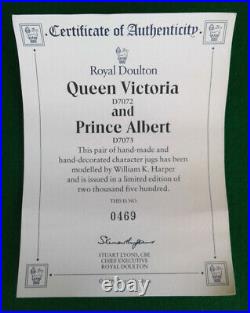 Certificate of Authenticity
Royal Doulton
Queen Victoria
D7072
and
Prince Albert
D7073
This pair of hand-made and
hand-decorated character jugs has been
modelled by William K. Harper
and is issued in a limited edition of
two thousand five hundred.
THIS IS NO.
0469
STUART LYONS, CBE
CHIEF EXECUTIVE
ROYAL DOULTON